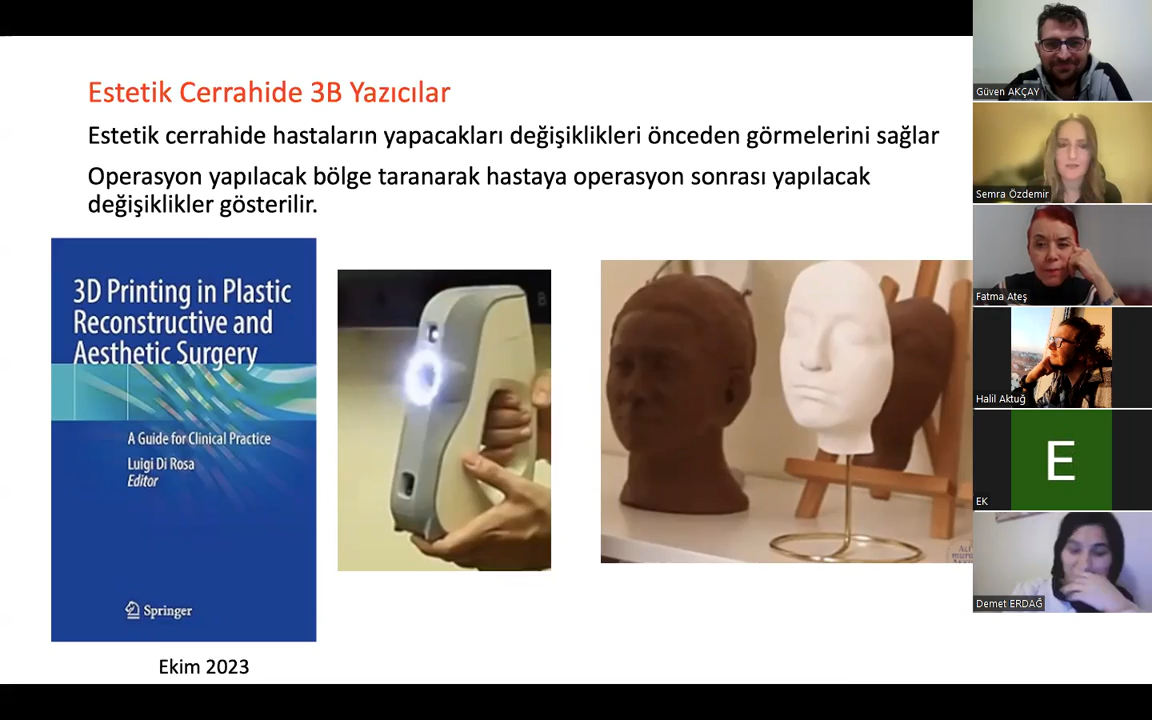 Estetik Cerrahide 3B Yazıcılar
Estetik cerrahide hastaların yapacakları değişiklikleri önceden görmelerini sağlar
Operasyon yapılacak bölge taranarak hastaya operasyon sonrası yapılacak
değişiklikler gösterilir.
3D Printing in Plastic
Reconstructive and
Aesthetic Surgery
A Guide for Clinical Practice
Luigi Di Rosa
Editor
Springer
Ekim 2023
Güven AKÇAY
Semra Özdemir
Fatma Ateş
Halil Aktuğ
E
EK
Demet ERDAĞ